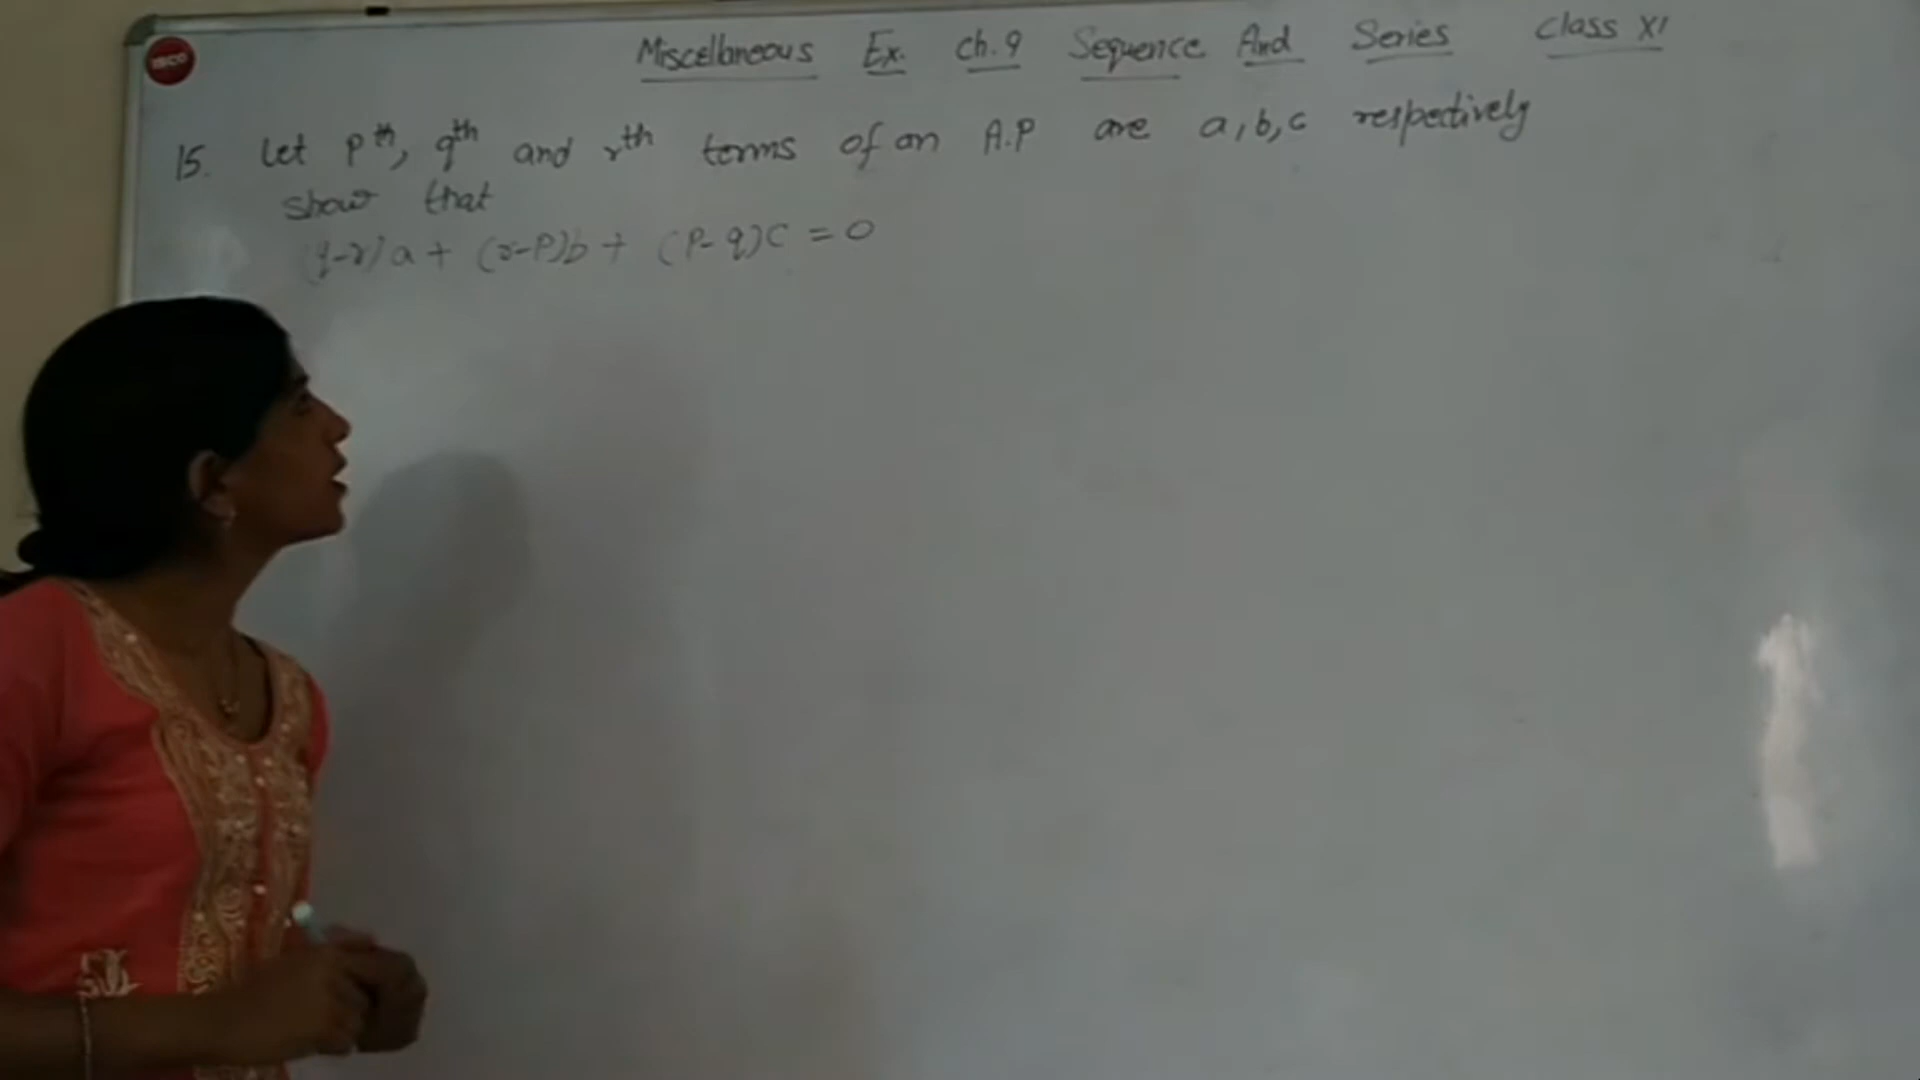 Miscellaneous Ex. Ch.9 Sequence And Series Class XI
15. Let pth, qth and rth terms of an A.P are a,b,c respectively
show that
(q-r)a + (r-p)b + (p-q)c = 0